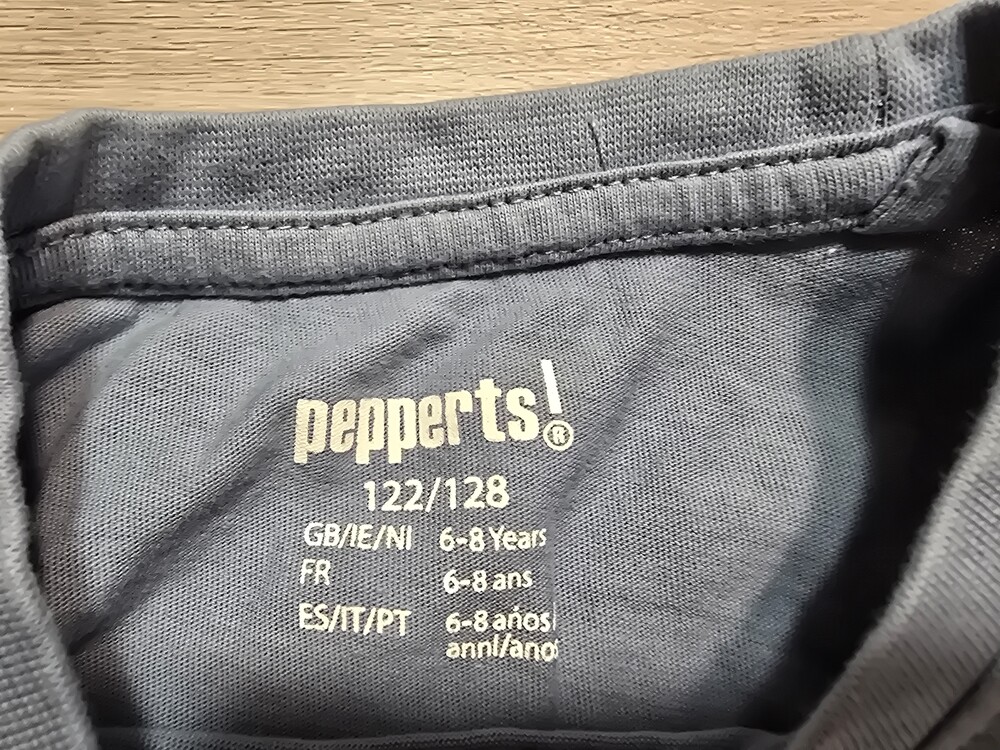 pepperts!®
122/128
GB/IE/NI 6-8 Years
FR 6-8 ans
ES/IT/PT 6-8 años/
anni/ano